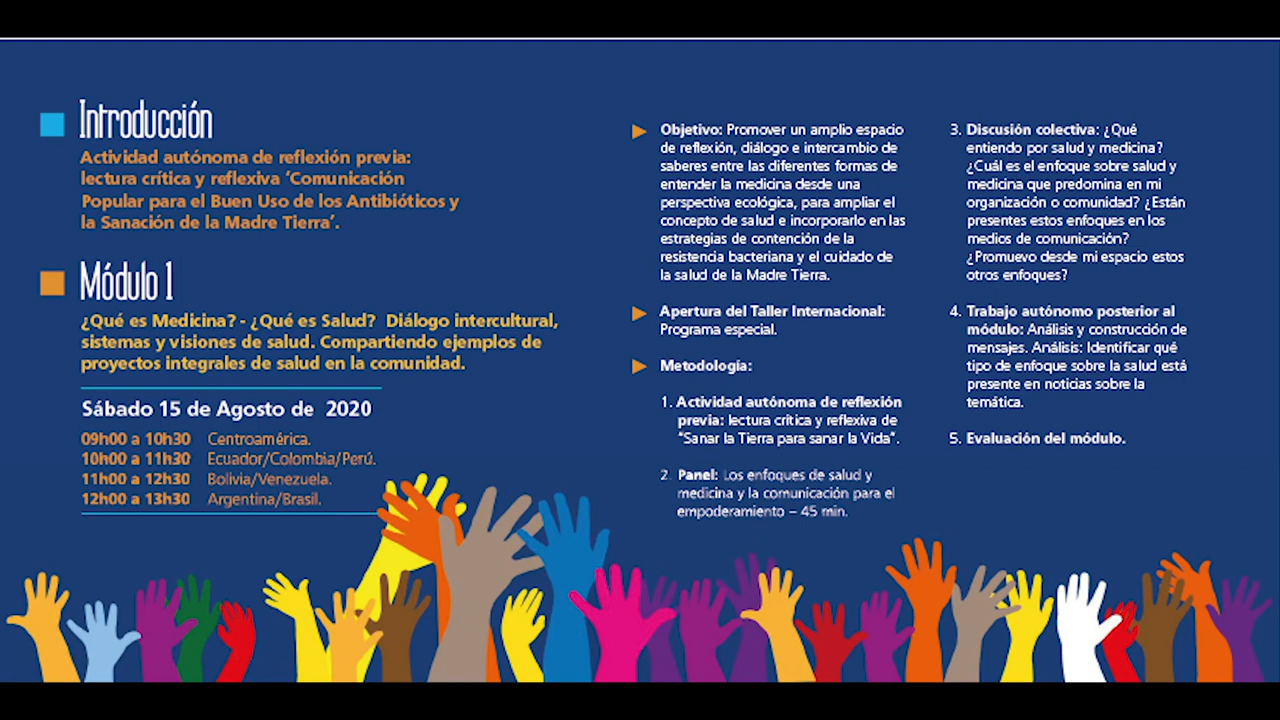 Introducción
Actividad autónoma de reflexión previa:
lectura crítica y reflexiva ‘Comunicación
Popular para el Buen Uso de los Antibióticos y
la Sanación de la Madre Tierra’.
Módulo 1
¿Qué es Medicina? - ¿Qué es Salud? Diálogo intercultural,
sistemas y visiones de salud. Compartiendo ejemplos de
proyectos integrales de salud en la comunidad.
Sábado 15 de Agosto de 2020
09h00 a 10h30 Centroamérica.
10h00 a 11h30 Ecuador/Colombia/Perú.
11h00 a 12h30 Bolivia/Venezuela.
12h00 a 13h30 Argentina/Brasil.
Objetivo: Promover un amplio espacio
de reflexión, diálogo e intercambio de
saberes entre las diferentes formas de
entender la medicina desde una
perspectiva ecológica, para ampliar el
concepto de salud e incorporarlo en las
estrategias de contención de la
resistencia bacteriana y el cuidado de
la salud de la Madre Tierra.
Apertura del Taller Internacional:
Programa especial.
Metodología:
1. Actividad autónoma de reflexión
previa: lectura crítica y reflexiva de
“Sanar la Tierra para sanar la Vida”.
2. Panel: Los enfoques de salud y
medicina y la comunicación para el
empoderamiento – 45 min.
3. Discusión colectiva: ¿Qué
entiendo por salud y medicina?
¿Cuál es el enfoque sobre salud y
medicina que predomina en mi
organización o comunidad? ¿Están
presentes estos enfoques en los
medios de comunicación?
¿Promuevo desde mi espacio estos
otros enfoques?
4. Trabajo autónomo posterior al
módulo: Análisis y construcción de
mensajes. Análisis: Identificar qué
tipo de enfoque sobre la salud está
presente en noticias sobre la
temática.
5. Evaluación del módulo.